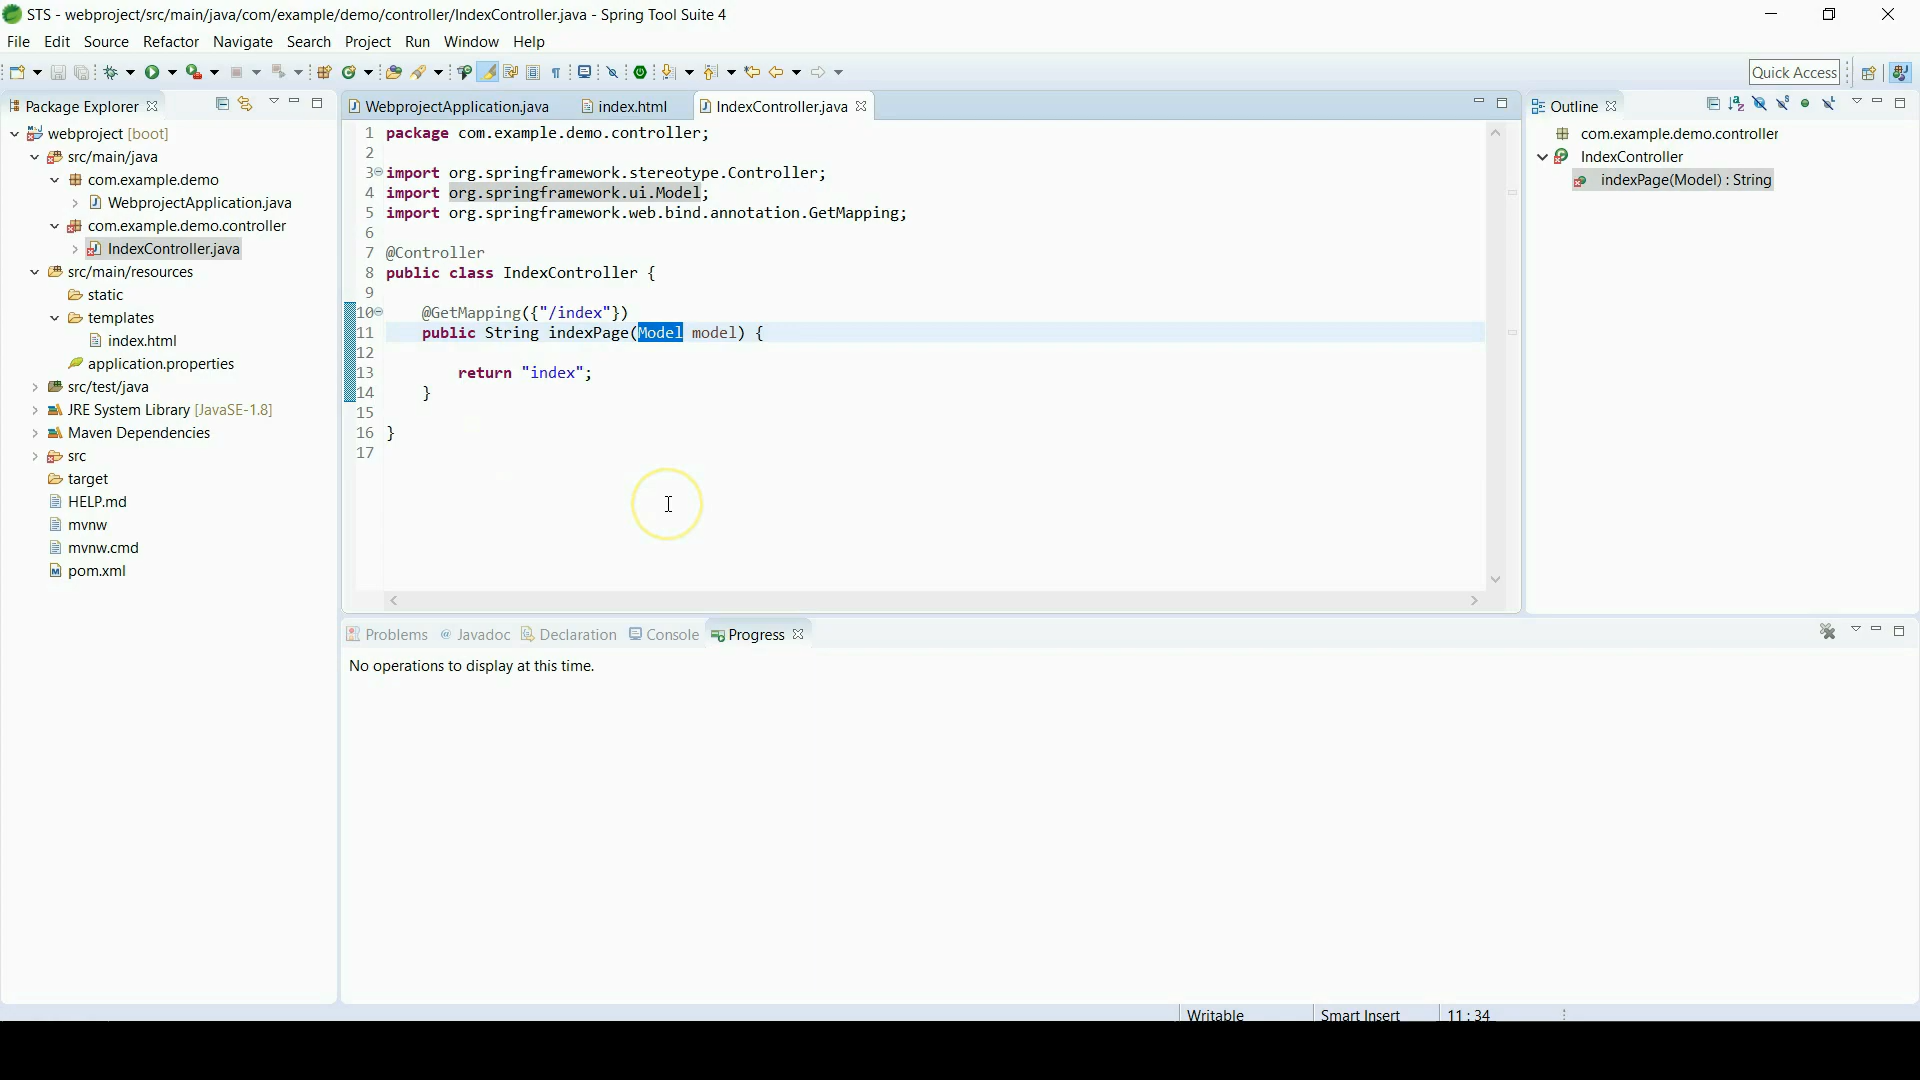 STS - webproject/src/main/java/com/example/demo/controller/IndexController.java - Spring Tool Suite 4
File Edit Source Refactor Navigate Search Project Run Window Help
Quick Access
Package Explorer
webproject [boot]
src/main/java
com.example.demo
WebprojectApplication.java
com.example.demo.controller
IndexController.java
src/main/resources
static
templates
index.html
application.properties
src/test/java
JRE System Library [JavaSE-1.8]
Maven Dependencies
src
target
HELP.md
mvnw
mvnw.cmd
pom.xml
WebprojectApplication.java index.html IndexController.java
1 package com.example.demo.controller;
2
3 import org.springframework.stereotype.Controller;
4 import org.springframework.ui.Model;
5 import org.springframework.web.bind.annotation.GetMapping;
6
7 @Controller
8 public class IndexController {
9
10 @GetMapping({"/index"})
11 public String indexPage(Model model) {
12
13 return "index";
14 }
15
16 }
17
Outline
com.example.demo.controller
IndexController
indexPage(Model) : String
Problems @ Javadoc Declaration Console Progress
No operations to display at this time.
Writable Smart Insert 11 : 34